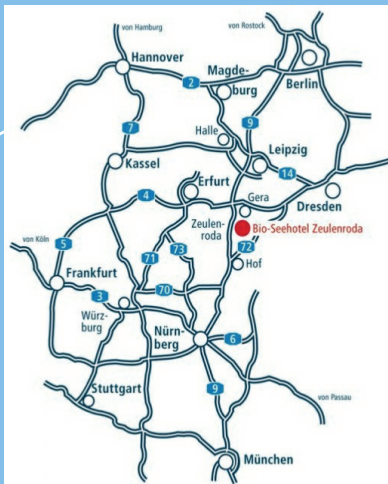 von Hamburg
von Rostock
Hannover
Magde-
burg
Berlin
2
7
9
Halle
Leipzig
Kassel
14
Erfurt
4
Gera
Dresden
Zeulen-
roda
Bio-Seehotel Zeulenroda
von Köln
5
71
73
72
Hof
Frankfurt
3
70
Würz-
burg
Nürn-
berg
6
Stuttgart
9
von Passau
München